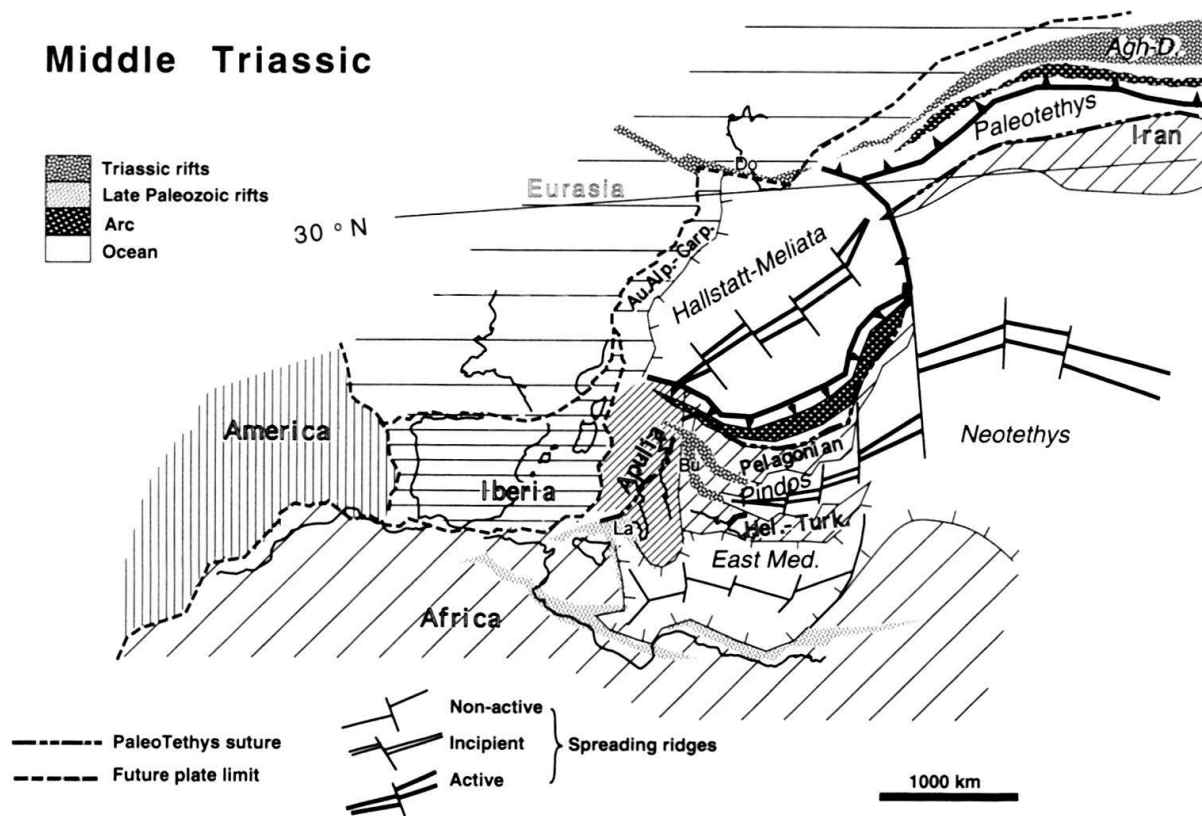 Middle Triassic
Triassic rifts
Late Paleozoic rifts
Arc
Ocean
Agh-D.
Paleotethys
Iran
Do
Eurasia
30 ° N
Au.Alp.-Carp.
Hallstatt-Meliata
America
Iberia
Apulia
Bu
Pelagonian
Pindos
Neotethys
La
Hel.-Turk.
East Med.
Africa
PaleoTethys suture
Future plate limit
Non-active
Incipient
Active
Spreading ridges
1000 km